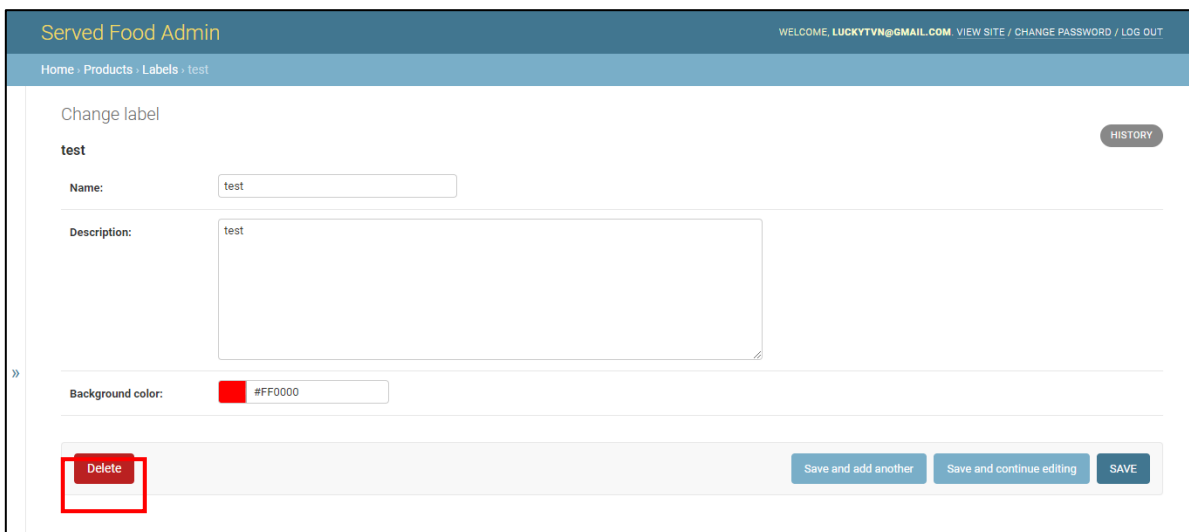 Served Food Admin
WELCOME, LUCKYTVN@GMAIL.COM. VIEW SITE / CHANGE PASSWORD / LOG OUT
Home › Products › Labels › test
Change label
HISTORY
test
Name: test
Description: test
»
Background color: #FF0000
Delete Save and add another Save and continue editing SAVE